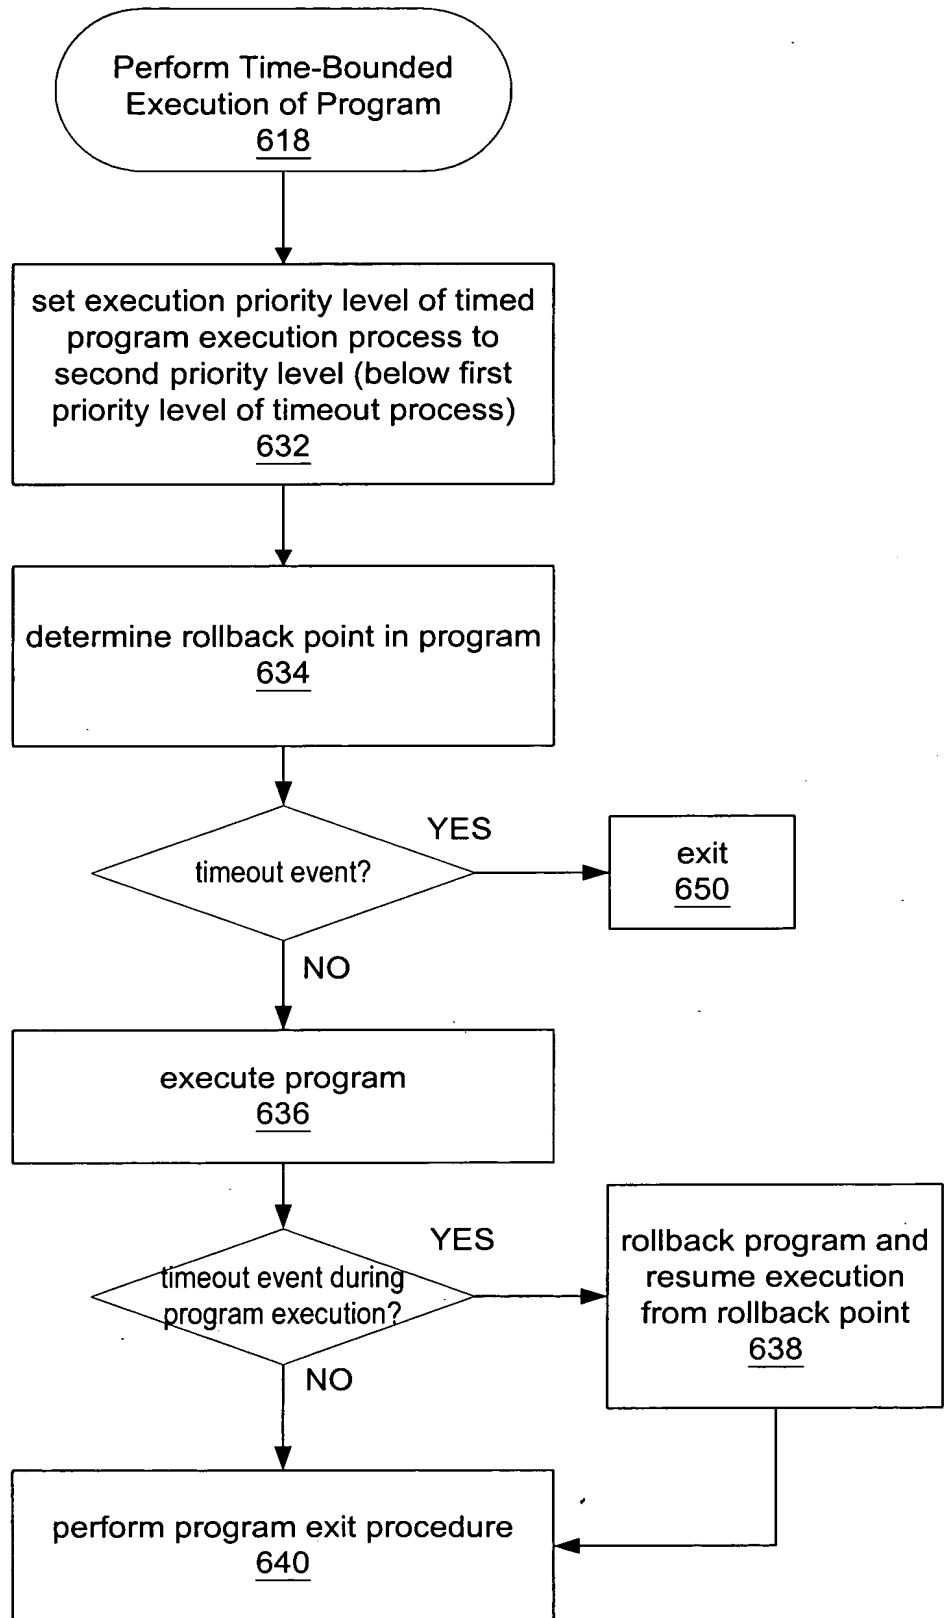 Perform Time-Bounded
Execution of Program
618
set execution priority level of timed
program execution process to
second priority level (below first
priority level of timeout process)
632
determine rollback point in program
634
timeout event?
YES
exit
650
NO
execute program
636
timeout event during
program execution?
YES
rollback program and
resume execution
from rollback point
638
NO
perform program exit procedure
640